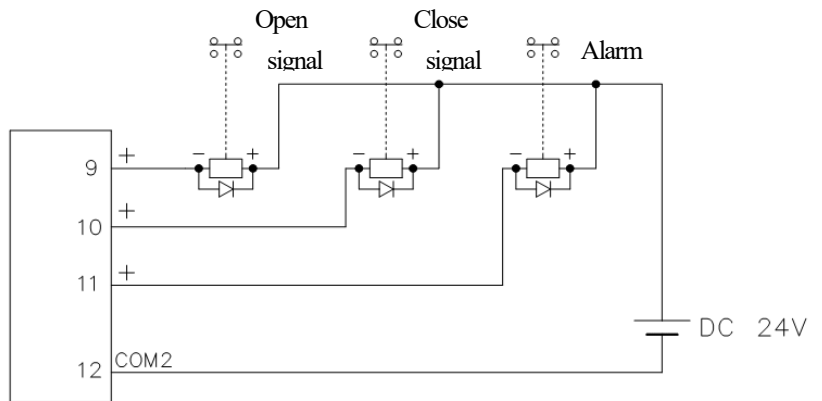 Open
signal
Close
signal
Alarm
9 + - +
10 + - +
11 + - +
DC 24V
12 COM2